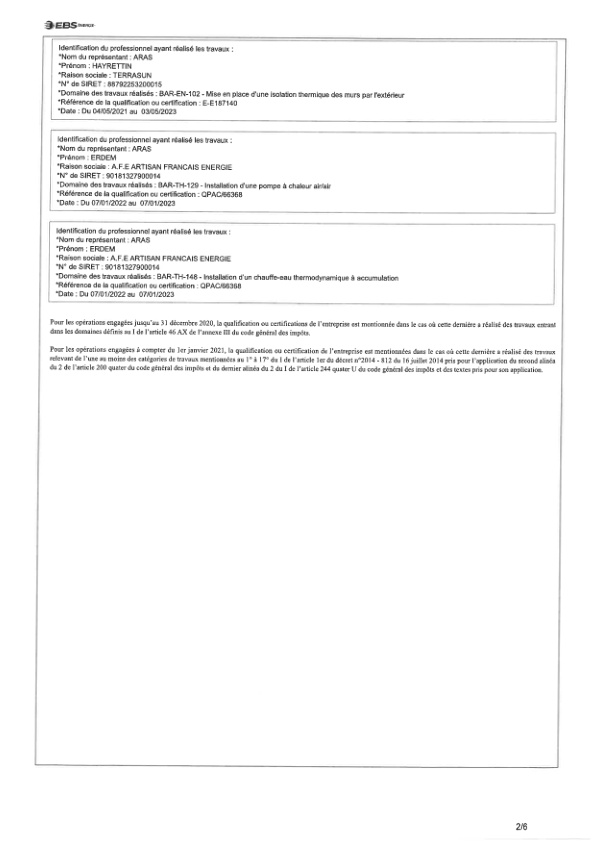 EBS ENERGIE
Identification du professionnel ayant réalisé les travaux :
*Nom du représentant : ARAS
*Prénom : HAYRETTIN
*Raison sociale : TERRASUN
*N° de SIRET : 88792253200015
*Domaine des travaux réalisés : BAR-EN-102 - Mise en place d'une isolation thermique des murs par l'extérieur
*Référence de la qualification ou certification : E-E187140
*Date : Du 04/05/2021 au 03/05/2023
Identification du professionnel ayant réalisé les travaux :
*Nom du représentant : ARAS
*Prénom : ERDEM
*Raison sociale : A.F.E ARTISAN FRANCAIS ENERGIE
*N° de SIRET : 90181327900014
*Domaine des travaux réalisés : BAR-TH-129 - Installation d'une pompe à chaleur air/air
*Référence de la qualification ou certification : QPAC/66368
*Date : Du 07/01/2022 au 07/01/2023
Identification du professionnel ayant réalisé les travaux :
*Nom du représentant : ARAS
*Prénom : ERDEM
*Raison sociale : A.F.E ARTISAN FRANCAIS ENERGIE
*N° de SIRET : 90181327900014
*Domaine des travaux réalisés : BAR-TH-148 - Installation d'un chauffe-eau thermodynamique à accumulation
*Référence de la qualification ou certification : QPAC/66368
*Date : Du 07/01/2022 au 07/01/2023
Pour les opérations engagées jusqu'au 31 décembre 2020, la qualification ou certifications de l'entreprise est mentionnée dans le cas où cette dernière a réalisé des travaux entrant
dans les domaines définis au I de l'article 46 AX de l'annexe III du code général des impôts.
Pour les opérations engagées à compter du 1er janvier 2021, la qualification ou certification de l'entreprise est mentionnées dans le cas où cette dernière a réalisé des travaux
relevant de l'une au moins des catégories de travaux mentionnées au 1° à 17° du I de l'article 1er du décret n°2014 - 812 du 16 juillet 2014 pris pour l'application du second alinéa
du 2 de l'article 200 quater du code général des impôts et du dernier alinéa du 2 du I de l'article 244 quater U du code général des impôts et des textes pris pour son application.
2/6